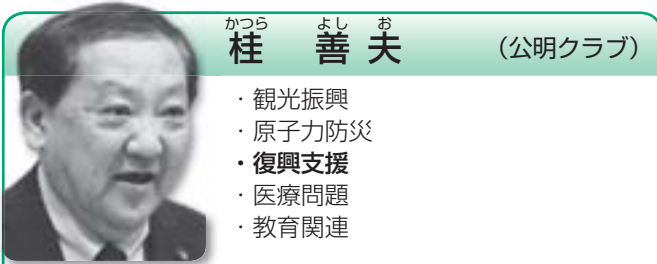 かつら よし お
桂 善夫 （公明クラブ）
・観光振興
・原子力防災
・復興支援
・医療問題
・教育関連